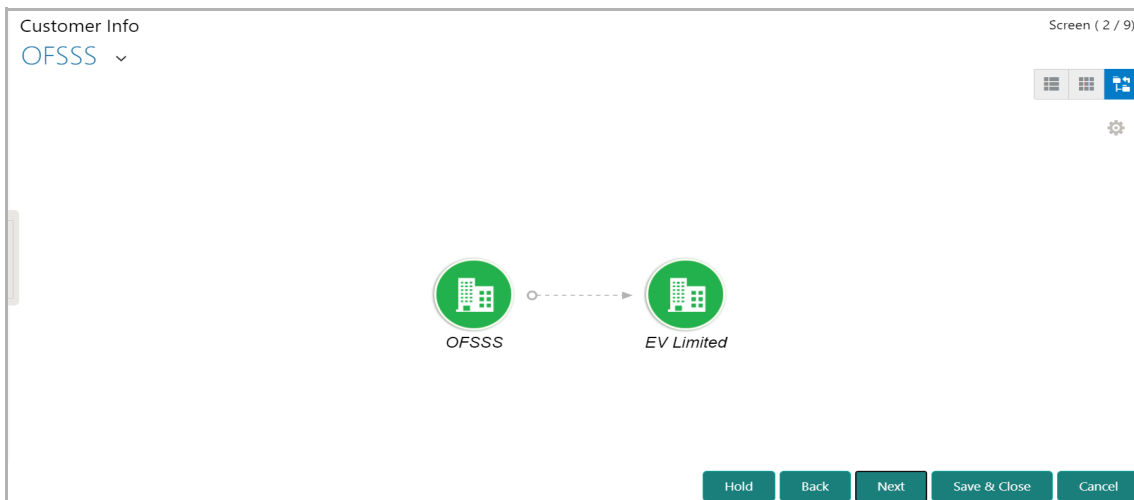 Customer Info
Screen ( 2 / 9)
OFSSS
OFSSS
EV Limited
Hold
Back
Next
Save & Close
Cancel